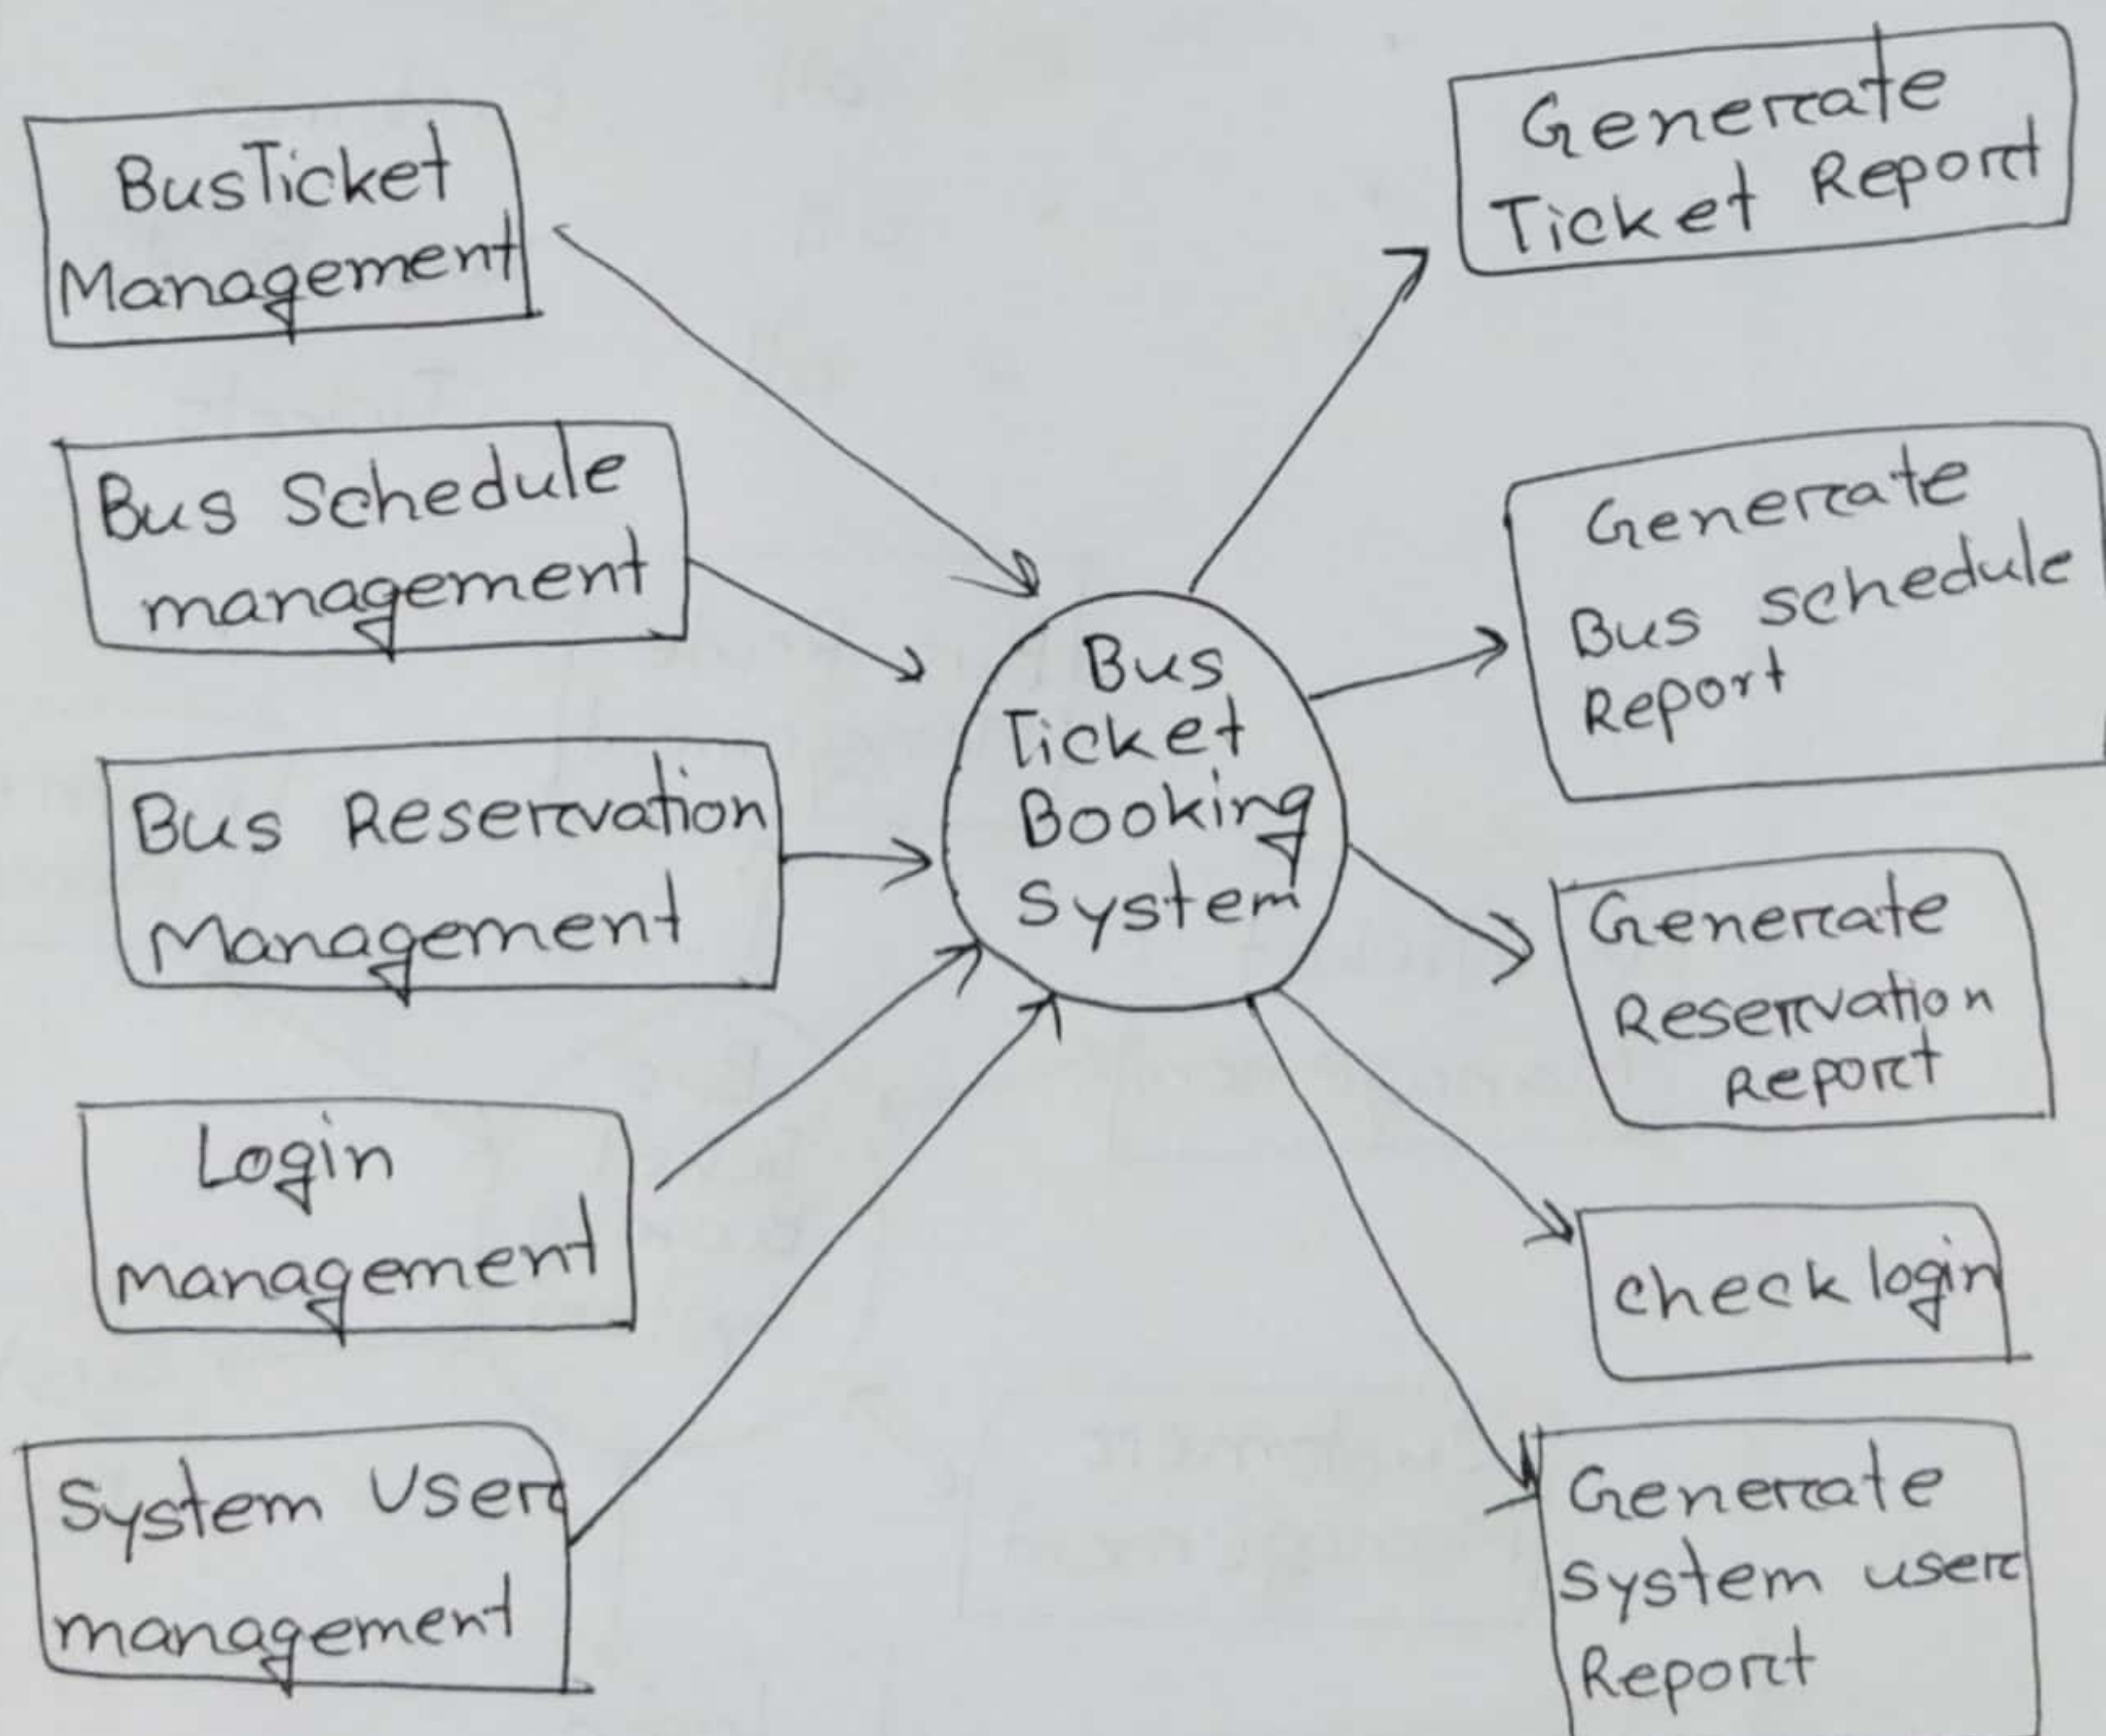 BusTicket
Management
Bus Schedule
management
Bus Reservation
Management
Login
management
System User
management
Bus
Ticket
Booking
System
Generate
Ticket Report
Generate
Bus schedule
Report
Generate
Reservation
Report
check login
Generate
system user
Report